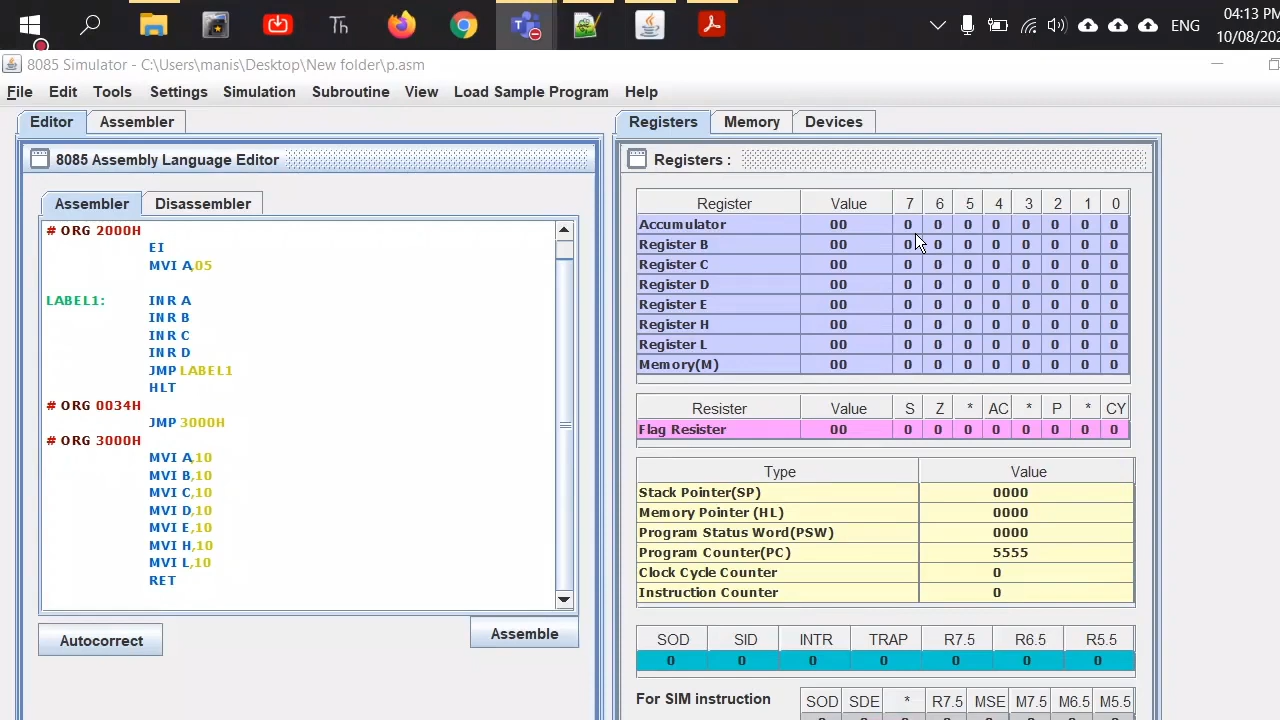 Th
ENG
04:13 PM
10/08/202
8085 Simulator - C:\Users\manis\Desktop\New folder\p.asm
File Edit Tools Settings Simulation Subroutine View Load Sample Program Help
Editor Assembler
8085 Assembly Language Editor
Assembler Disassembler
# ORG 2000H
EI
MVI A,05
LABEL1: INR A
INR B
INR C
INR D
JMP LABEL1
HLT
# ORG 0034H
JMP 3000H
# ORG 3000H
MVI A,10
MVI B,10
MVI C,10
MVI D,10
MVI E,10
MVI H,10
MVI L,10
RET
Autocorrect
Assemble
Registers Memory Devices
Registers :
Register Value 7 6 5 4 3 2 1 0
Accumulator 00 0 0 0 0 0 0 0 0
Register B 00 0 0 0 0 0 0 0 0
Register C 00 0 0 0 0 0 0 0 0
Register D 00 0 0 0 0 0 0 0 0
Register E 00 0 0 0 0 0 0 0 0
Register H 00 0 0 0 0 0 0 0 0
Register L 00 0 0 0 0 0 0 0 0
Memory(M) 00 0 0 0 0 0 0 0 0
Resister Value S Z * AC * P * CY
Flag Resister 00 0 0 0 0 0 0 0 0
Type Value
Stack Pointer(SP) 0000
Memory Pointer (HL) 0000
Program Status Word(PSW) 0000
Program Counter(PC) 5555
Clock Cycle Counter 0
Instruction Counter 0
SOD SID INTR TRAP R7.5 R6.5 R5.5
0 0 0 0 0 0 0
For SIM instruction
SOD SDE * R7.5 MSE M7.5 M6.5 M5.5